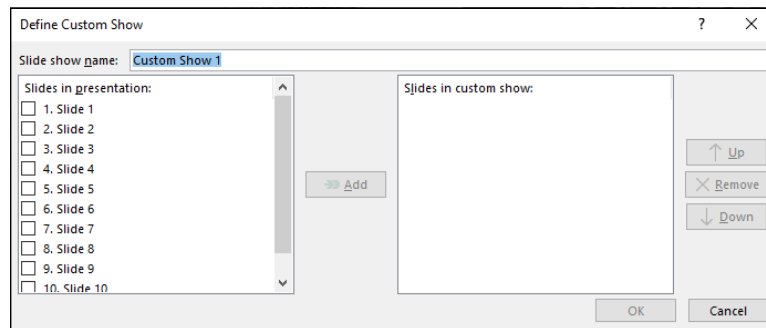 Define Custom Show ? ×
Slide show name: Custom Show 1
Slides in presentation:
1. Slide 1
2. Slide 2
3. Slide 3
4. Slide 4
5. Slide 5
6. Slide 6
7. Slide 7
8. Slide 8
9. Slide 9
10. Slide 10
Add
Slides in custom show:
Up
Remove
Down
OK
Cancel